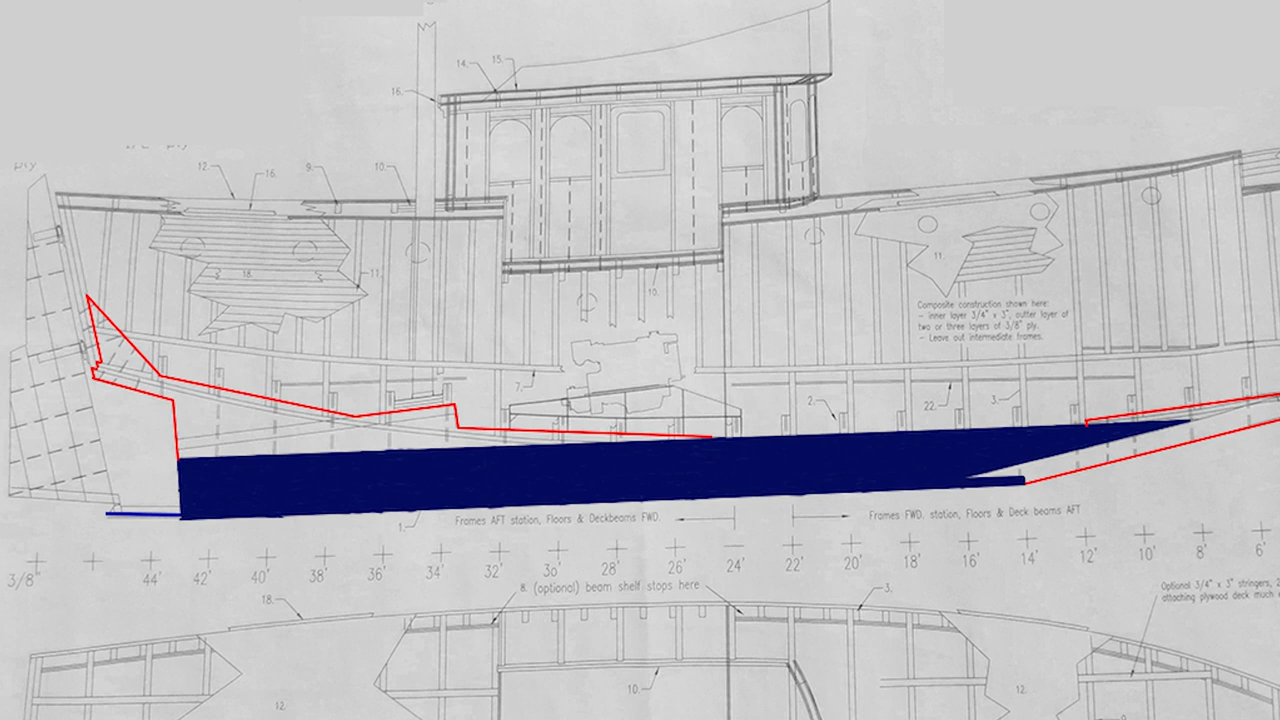 14.
15.
16.
ply
12.
16.
9.
10.
18.
11.
11.
10.
Composite construction shown here:
- inner layer 3/4" x 3", outter layer of
two or three layers of 3/8" ply.
- Leave out intermediate frames.
7.
2.
22.
3.
1.
Frames AFT station, Floors & Deckbeams FWD.
Frames FWD. station, Floors & Deck beams AFT
3/8"
44' 42' 40' 38' 36' 34' 32' 30' 28' 26' 24' 22' 20' 18' 16' 14' 12' 10' 8' 6'
8. (optional) beam shelf stops here
3.
Optional 3/4" x 3" stringers,
attaching plywood deck much
18.
10.
12.
12.